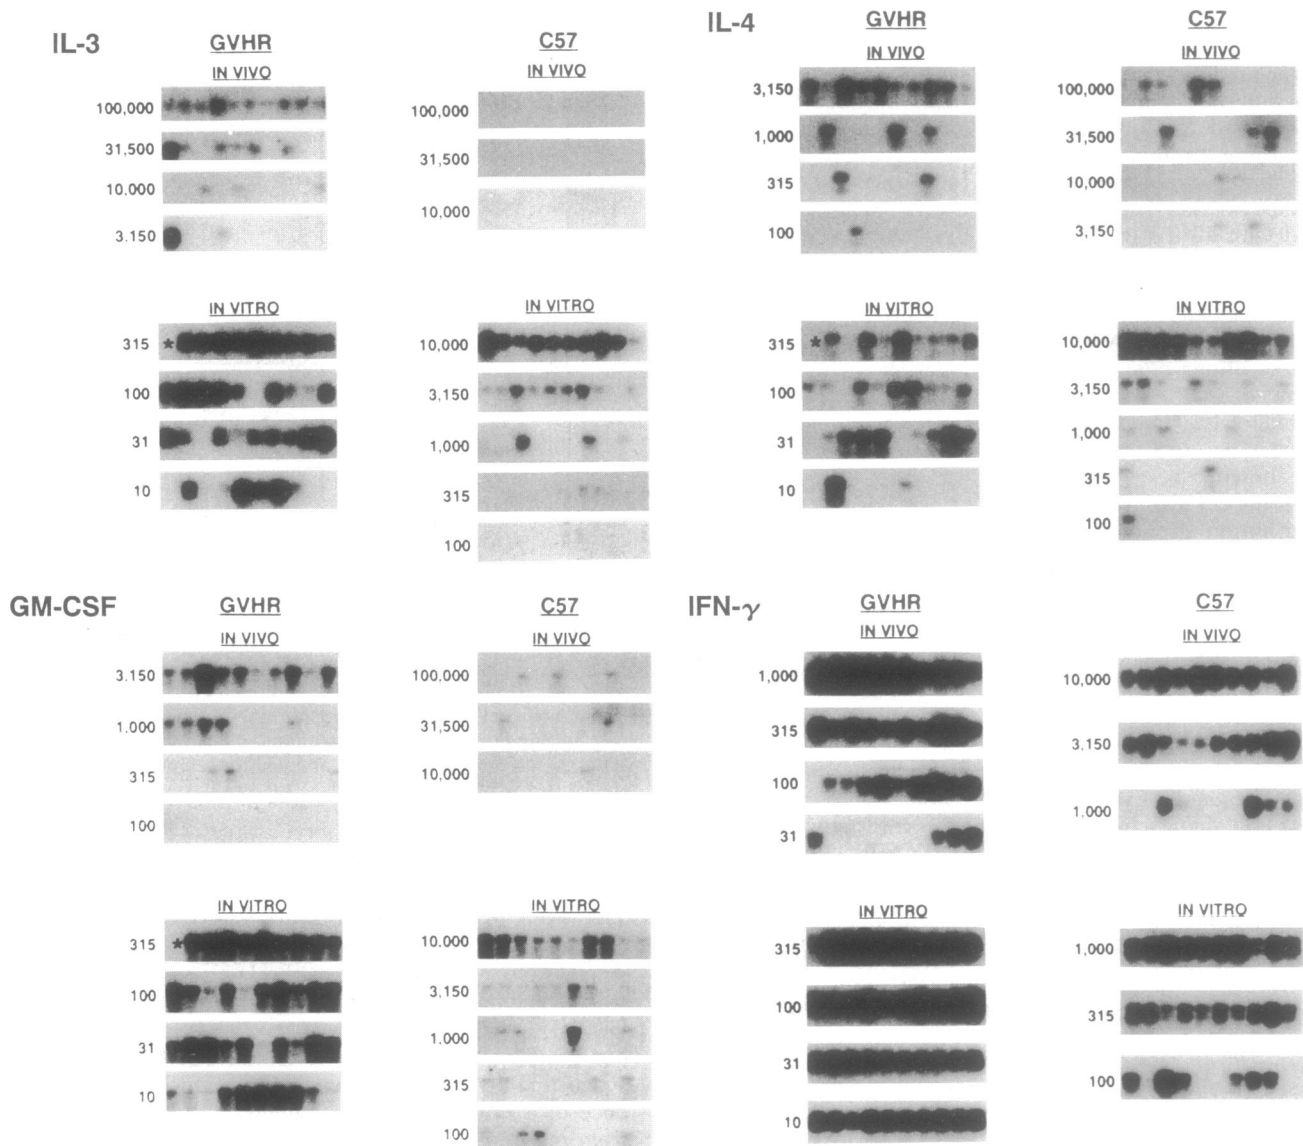 IL-3
GVHR
IN VIVO
100,000
31,500
10,000
3.150
C57
IN VIVO
100,000
31,500
10,000
IN VITRO
315 *
100
31
10
IN VITRO
10,000
3,150
1,000
315
100
IL-4
GVHR
IN VIVO
3,150
1,000
315
100
C57
IN VIVO
100,000
31,500
10,000
3,150
IN VITRO
315 *
100
31
10
IN VITRO
10,000
3,150
1,000
315
100
GM-CSF
GVHR
IN VIVO
3.150
1.000
315
100
C57
IN VIVO
100,000
31,500
10,000
IN VITRO
315 *
100
31
10
IN VITRO
10.000
3,150
1.000
315
100
IFN-γ
GVHR
IN VIVO
1,000
315
100
31
C57
IN VIVO
10,000
3,150
1,000
IN VITRO
315
100
31
10
IN VITRO
1,000
315
100